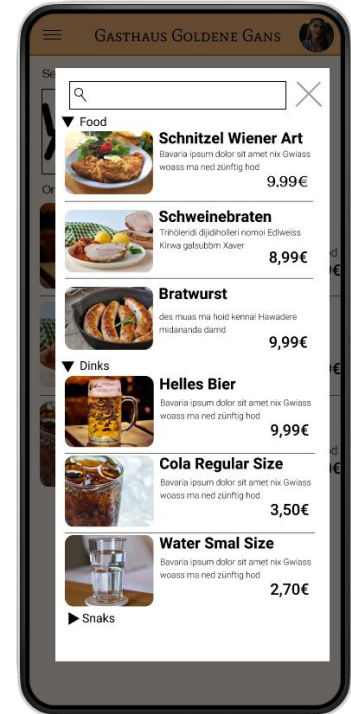 GASTHAUS GOLDENE GANS
Se
Food
Schnitzel Wiener Art
Bavaria ipsum dolor sit amet nix Gwiass
woass ma ned zünftig hod
9,99€
Or
Schweinebraten
Trihöleridi dijidiholleri nomoi Edlweiss
Kirwa galsubbm Xaver
8,99€
Bratwurst
des muas ma hoid kenna! Hawadere
midananda damd
9,99€
Dinks
Helles Bier
Bavaria ipsum dolor sit amet nix Gwiass
woass ma ned zünftig hod
9,99€
Cola Regular Size
Bavaria ipsum dolor sit amet nix Gwiass
woass ma ned zünftig hod
3,50€
Water Smal Size
Bavaria ipsum dolor sit amet nix Gwiass
woass ma ned zünftig hod
2,70€
Snaks